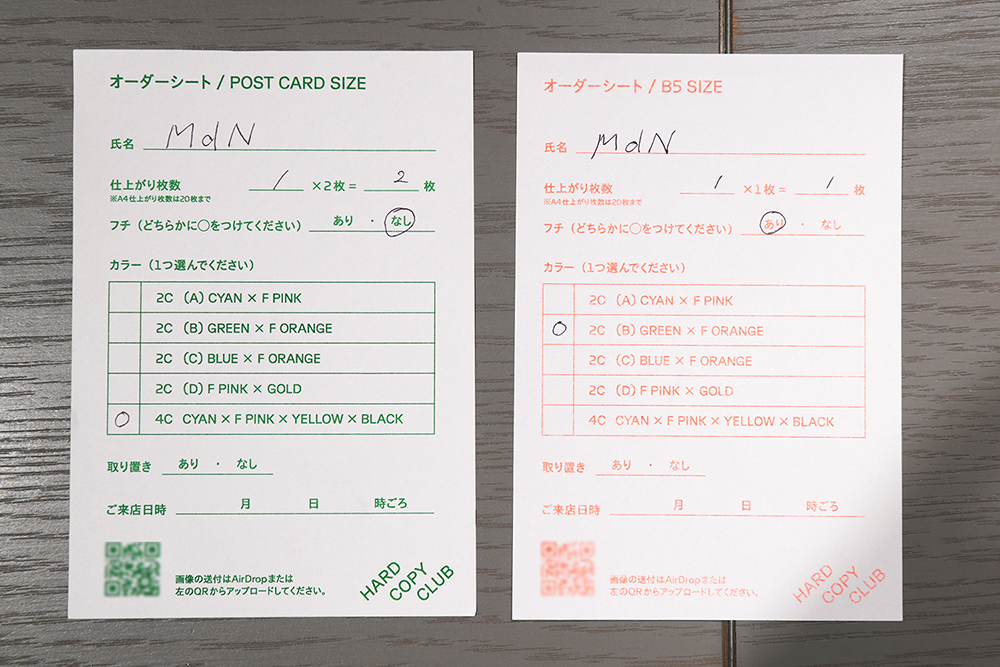 オーダーシート / POST CARD SIZE
氏名 MdN
仕上がり枚数 1 ×2枚= 2 枚
※A4仕上がり枚数は20枚まで
フチ（どちらかに○をつけてください） あり ・ なし
カラー（1つ選んでください）
2C （A）CYAN × F PINK
2C （B）GREEN × F ORANGE
2C （C）BLUE × F ORANGE
2C （D）F PINK × GOLD
○ 4C CYAN × F PINK × YELLOW × BLACK
取り置き あり ・ なし
ご来店日時 月 日 時ごろ
画像の送付はAirDropまたは
左のQRからアップロードしてください。
HARD
COPY
CLUB
オーダーシート / B5 SIZE
氏名 MdN
仕上がり枚数 1 ×1枚= 1 枚
※A4仕上がり枚数は20枚まで
フチ（どちらかに○をつけてください） あり ・ なし
カラー（1つ選んでください）
2C （A）CYAN × F PINK
○ 2C （B）GREEN × F ORANGE
2C （C）BLUE × F ORANGE
2C （D）F PINK × GOLD
4C CYAN × F PINK × YELLOW × BLACK
取り置き あり ・ なし
ご来店日時 月 日 時ごろ
画像の送付はAirDropまたは
左のQRからアップロードしてください。
HARD
COPY
CLUB